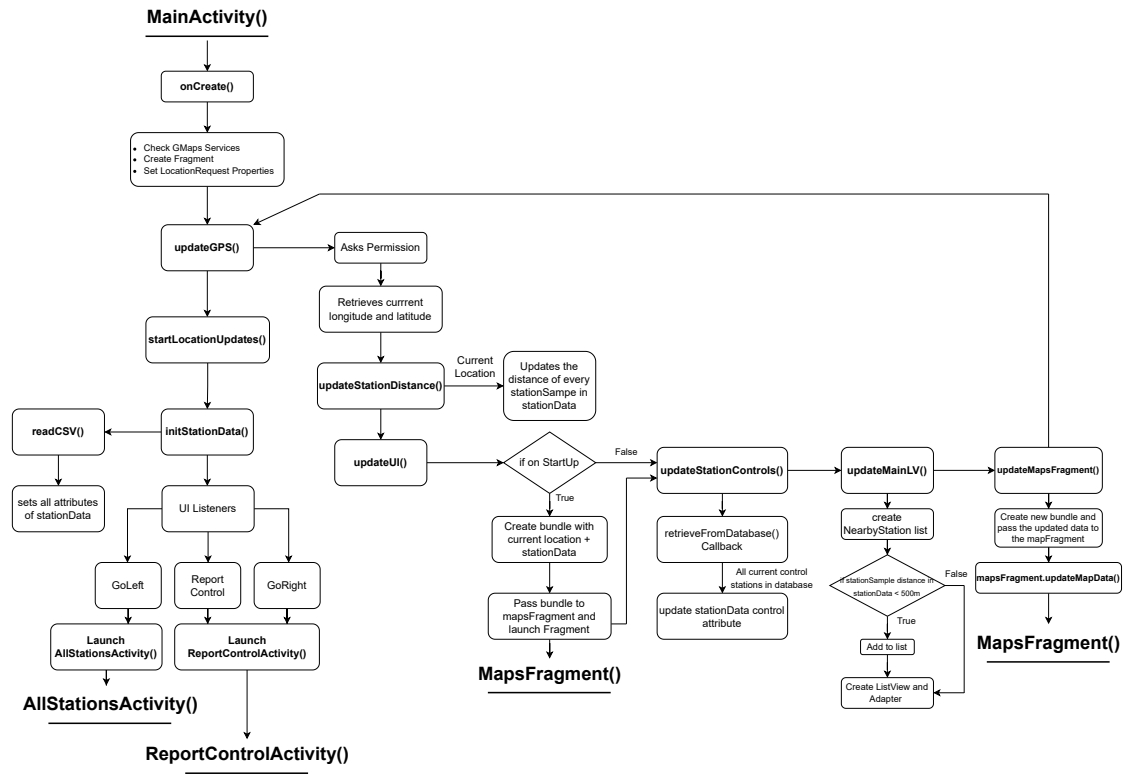 MainActivity()
onCreate()
• Check GMaps Services
• Create Fragment
• Set LocationRequest Properties
updateGPS()
Asks Permission
Retrieves currrent
longitude and latitude
startLocationUpdates()
updateStationDistance()
Current
Location
Updates the
distance of every
stationSampe in
stationData
readCSV()
initStationData()
updateUI()
if on StartUp
False
True
updateStationControls()
updateMainLV()
updateMapsFragment()
sets all attributes
of stationData
UI Listeners
Create bundle with
current location +
stationData
retrieveFromDatabase()
Callback
create
NearbyStation list
Create new bundle and
pass the updated data to
the mapFragment
GoLeft
Report
Control
GoRight
All current control
stations in database
if stationSample distance in
stationData < 500m
False
True
mapsFragment.updateMapData()
Pass bundle to
mapsFragment and
launch Fragment
update stationData control
attribute
Launch
AllStationsActivity()
Launch
ReportControlActivity()
Add to list
MapsFragment()
MapsFragment()
Create ListView and
Adapter
AllStationsActivity()
ReportControlActivity()